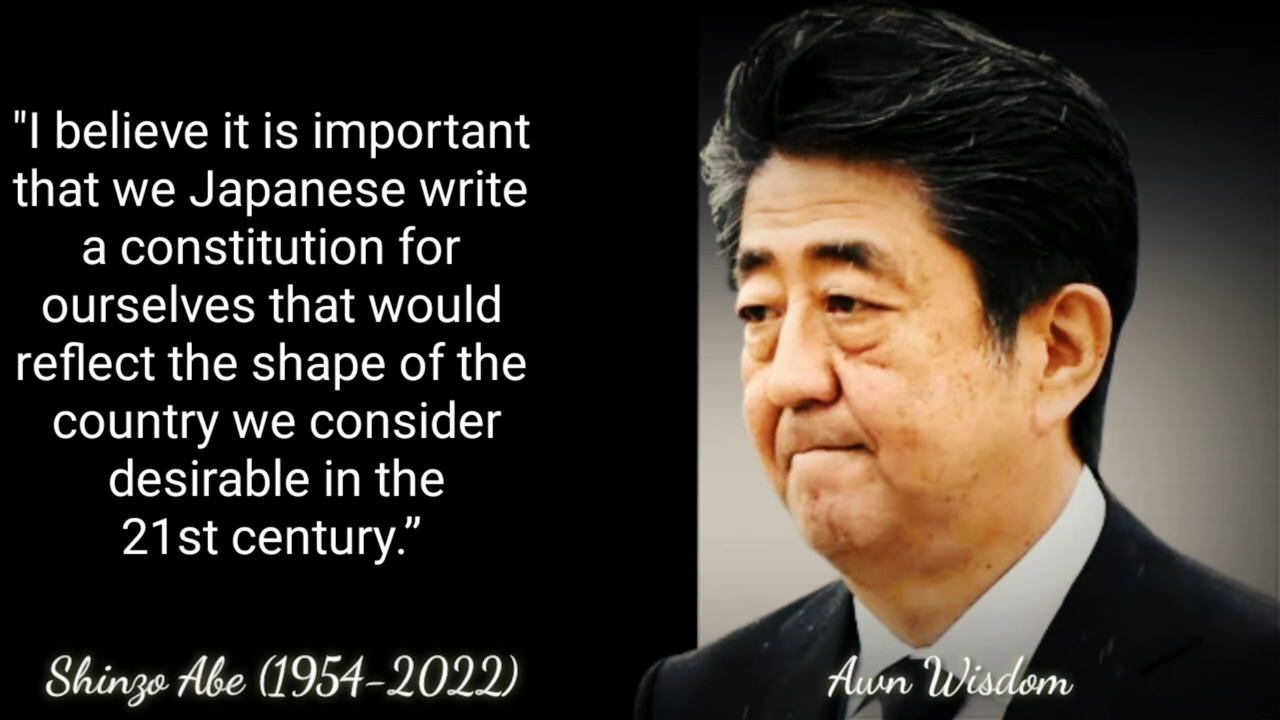 "I believe it is important
that we Japanese write
a constitution for
ourselves that would
reflect the shape of the
country we consider
desirable in the
21st century.”
Shinzo Abe (1954-2022)
Awn Wisdom